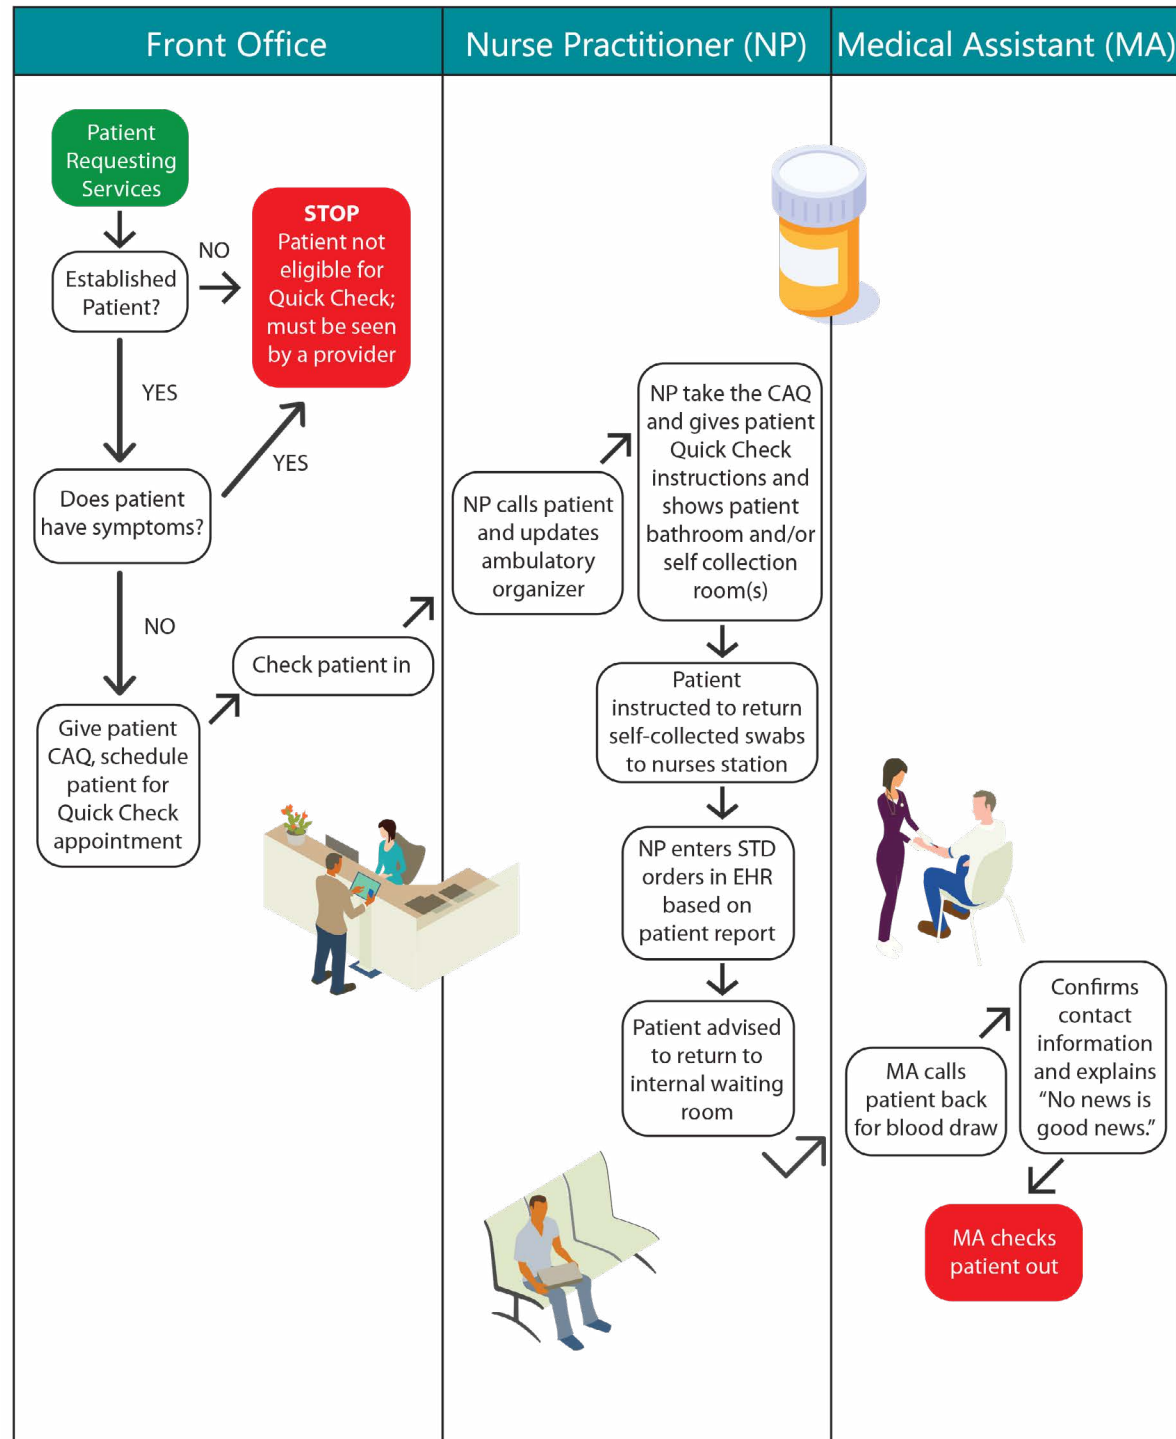 Front Office
Nurse Practitioner (NP)
Medical Assistant (MA)
Patient
Requesting
Services
NO
STOP
Patient not
eligible for
Quick Check;
must be seen
by a provider
Established
Patient?
YES
YES
Does patient
have symptoms?
NO
Check patient in
Give patient
CAQ, schedule
patient for
Quick Check
appointment
NP calls patient
and updates
ambulatory
organizer
NP take the CAQ
and gives patient
Quick Check
instructions and
shows patient
bathroom and/or
self collection
room(s)
Patient
instructed to return
self-collected swabs
to nurses station
NP enters STD
orders in EHR
based on
patient report
Patient advised
to return to
internal waiting
room
MA calls
patient back
for blood draw
Confirms
contact
information
and explains
“No news is
good news.”
MA checks
patient out